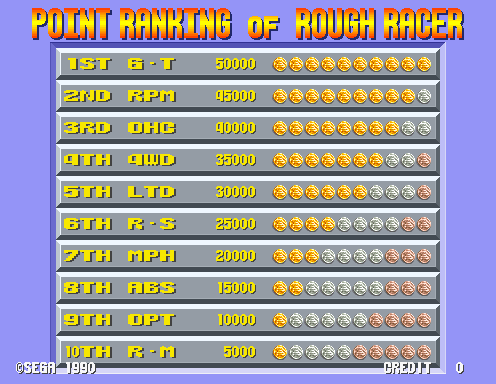 POINT RANKING OF ROUGH RACER
1ST G·T 50000
2ND RPM 45000
3RD OHC 40000
4TH 4WD 35000
5TH LTD 30000
6TH R·S 25000
7TH MPH 20000
8TH ABS 15000
9TH OPT 10000
10TH R·M 5000
©SEGA 1990 CREDIT 0